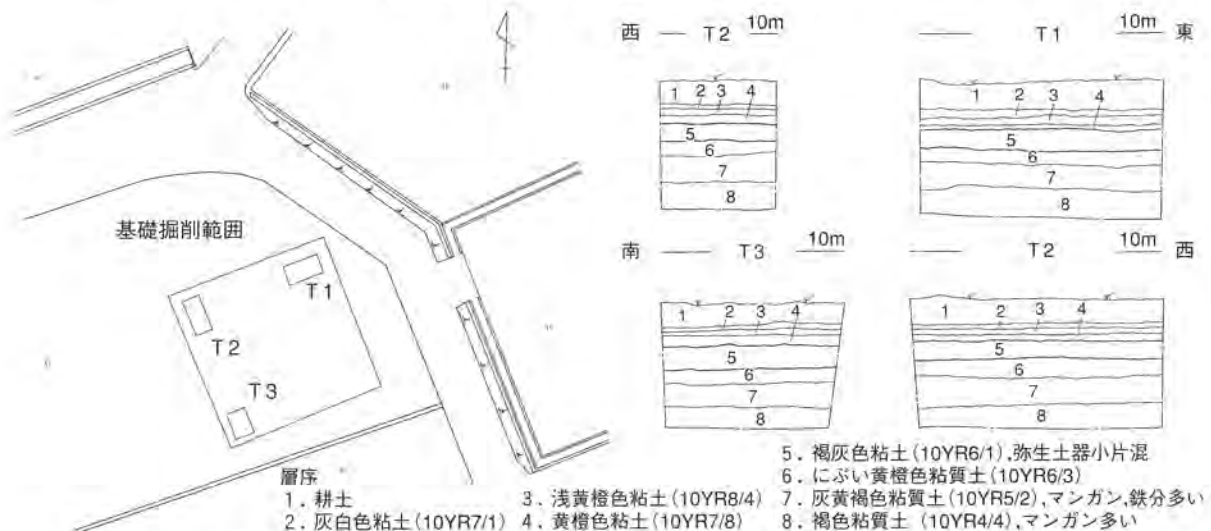 西 T2 10m
T1 10m 東
1 2 3 4
5
6
7
8
1 2 3 4
5
6
7
8
南 T3 10m
T2 10m 西
1 2 3 4
5
6
7
8
1 2 3 4
5
6
7
8
基礎掘削範囲
T1
T2
T3
層序
1．耕土
2．灰白色粘土(10YR7/1)
3．浅黄橙色粘土(10YR8/4)
4．黄橙色粘土(10YR7/8)
5．褐灰色粘土(10YR6/1),弥生土器小片混
6．にぶい黄橙色粘質土(10YR6/3)
7．灰黄褐色粘質土(10YR5/2),マンガン,鉄分多い
8．褐色粘質土 (10YR4/4),マンガン多い